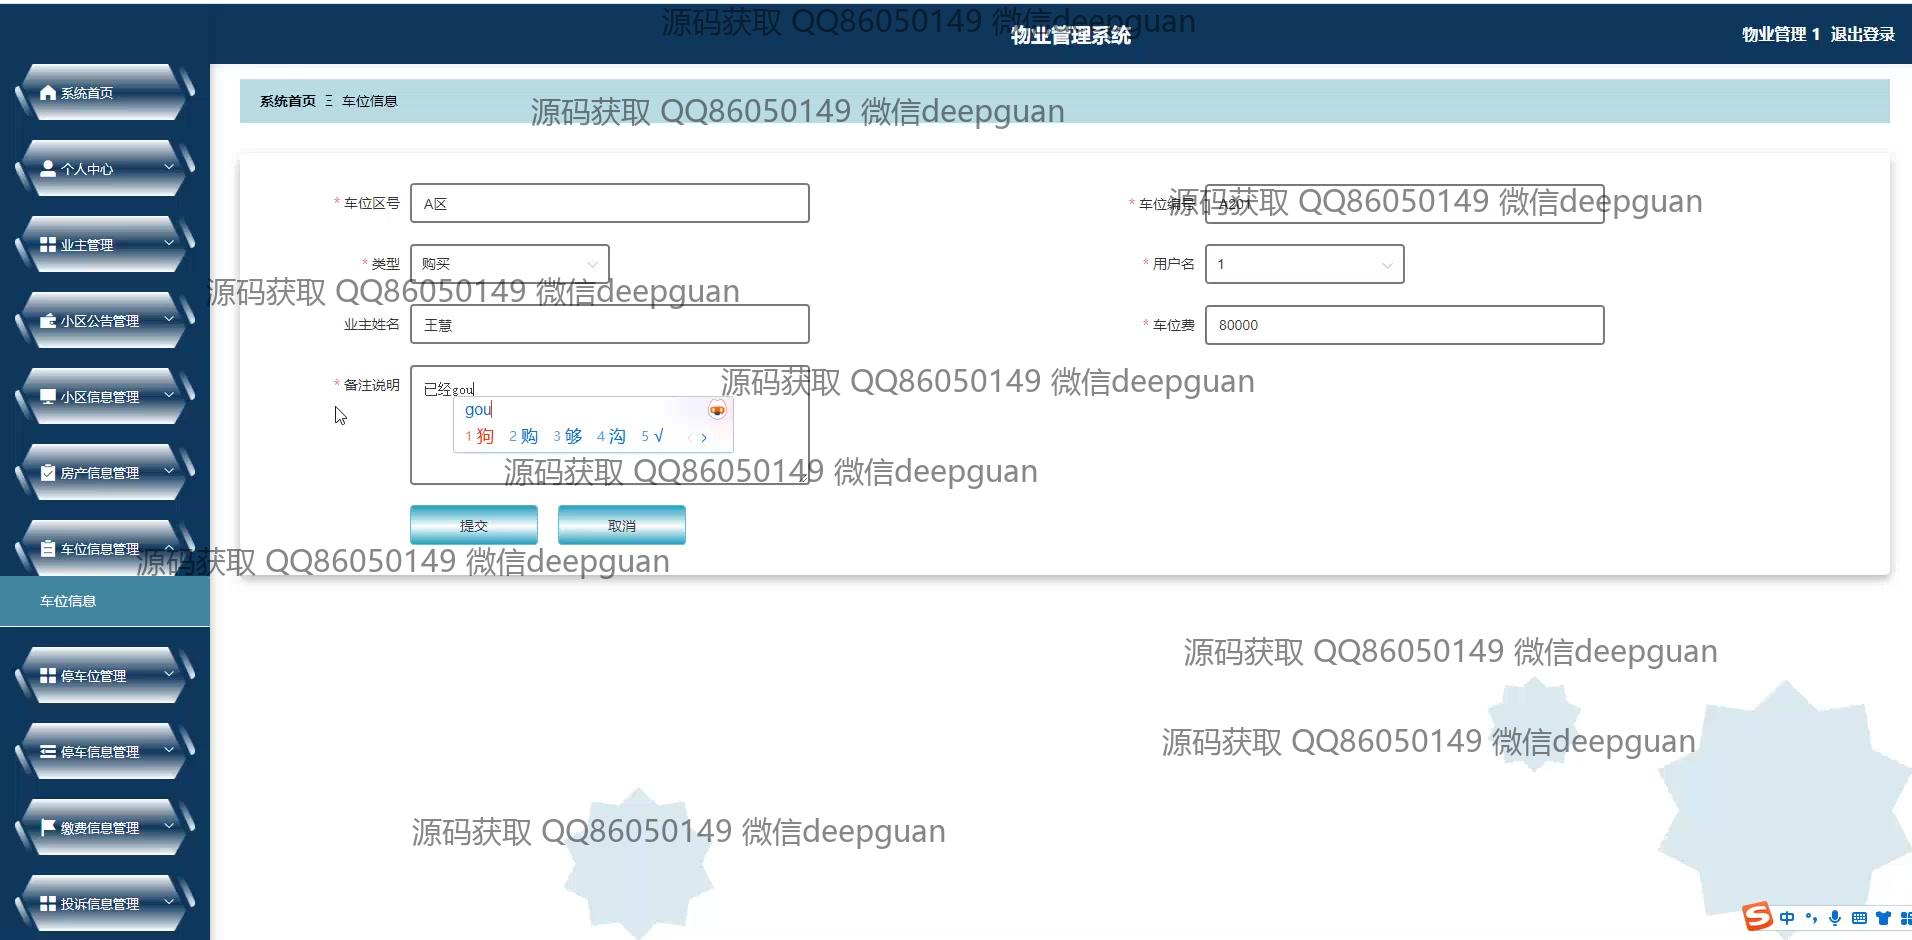 源码获取 QQ86050149 微信deepguan
物业管理系统
物业管理 1 退出登录
系统首页
个人中心
业主管理
小区公告管理
小区信息管理
房产信息管理
车位信息管理
车位信息
停车位管理
停车信息管理
缴费信息管理
投诉信息管理
系统首页 Ξ 车位信息
源码获取 QQ86050149 微信deepguan
* 车位区号 A区
* 车位编号 A201
源码获取 QQ86050149 微信deepguan
* 类型 购买
* 用户名 1
源码获取 QQ86050149 微信deepguan
业主姓名 王慧
* 车位费 80000
* 备注说明 已经gou
源码获取 QQ86050149 微信deepguan
gou
1 狗 2 购 3 够 4 沟 5 √
源码获取 QQ86050149 微信deepguan
提交 取消
源码获取 QQ86050149 微信deepguan
源码获取 QQ86050149 微信deepguan
源码获取 QQ86050149 微信deepguan
源码获取 QQ86050149 微信deepguan
S 中